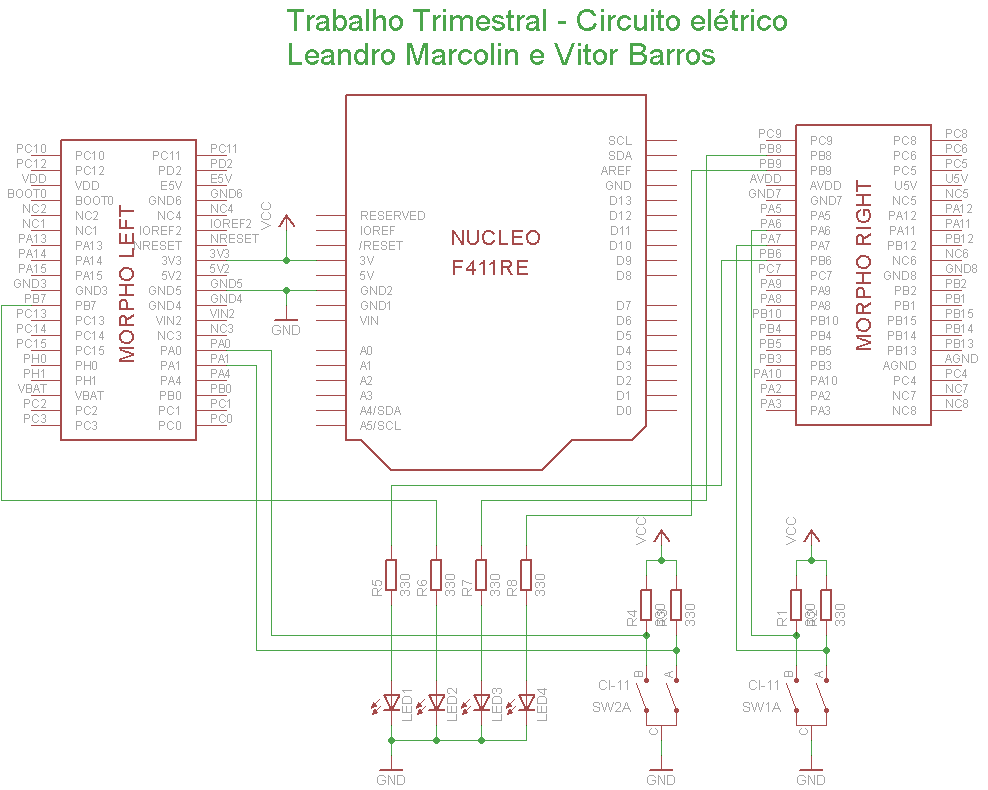 Trabalho Trimestral - Circuito elétrico
Leandro Marcolin e Vitor Barros
PC10 PC10 PC11 PC11
PC12 PC12 PD2 PD2
VDD VDD E5V E5V
BOOT0 BOOT0 GND6 GND6
NC2 NC2 NC4 NC4
NC1 NC1 IOREF2 IOREF2
PA13 PA13 NRESET NRESET
PA14 PA14 3V3 3V3
PA15 PA15 5V2 5V2
GND3 GND3 GND5 GND5
PB7 PB7 GND4 GND4
PC13 PC13 VIN2 VIN2
PC14 PC14 NC3 NC3
PC15 PC15 PA0 PA0
PH0 PH0 PA1 PA1
PH1 PH1 PA4 PA4
VBAT VBAT PB0 PB0
PC2 PC2 PC1 PC1
PC3 PC3 PC0 PC0
MORPHO LEFT
VCC
GND
RESERVED
IOREF
/RESET
3V
5V
GND2
GND1
VIN
A0
A1
A2
A3
A4/SDA
A5/SCL
NUCLEO
F411RE
SCL
SDA
AREF
GND
D13
D12
D11
D10
D9
D8
D7
D6
D5
D4
D3
D2
D1
D0
PC9 PC9 PC8 PC8
PB8 PB8 PC6 PC6
PB9 PB9 PC5 PC5
AVDD AVDD U5V U5V
GND7 GND7 NC5 NC5
PA5 PA5 PA12 PA12
PA6 PA6 PA11 PA11
PA7 PA7 PB12 PB12
PB6 PB6 NC6 NC6
PC7 PC7 GND8 GND8
PA9 PA9 PB2 PB2
PA8 PA8 PB1 PB1
PB10 PB10 PB15 PB15
PB4 PB4 PB14 PB14
PB5 PB5 PB13 PB13
PB3 PB3 AGND AGND
PA10 PA10 PC4 PC4
PA2 PA2 NC7 NC7
PA3 PA3 NC8 NC8
MORPHO RIGHT
VCC
VCC
R5 330
R6 330
R7 330
R8 330
R4 330
330
R1 330
330
LED1
LED2
LED3
LED4
B A
CI-11
SW2A
C
B A
CI-11
SW1A
C
GND
GND
GND